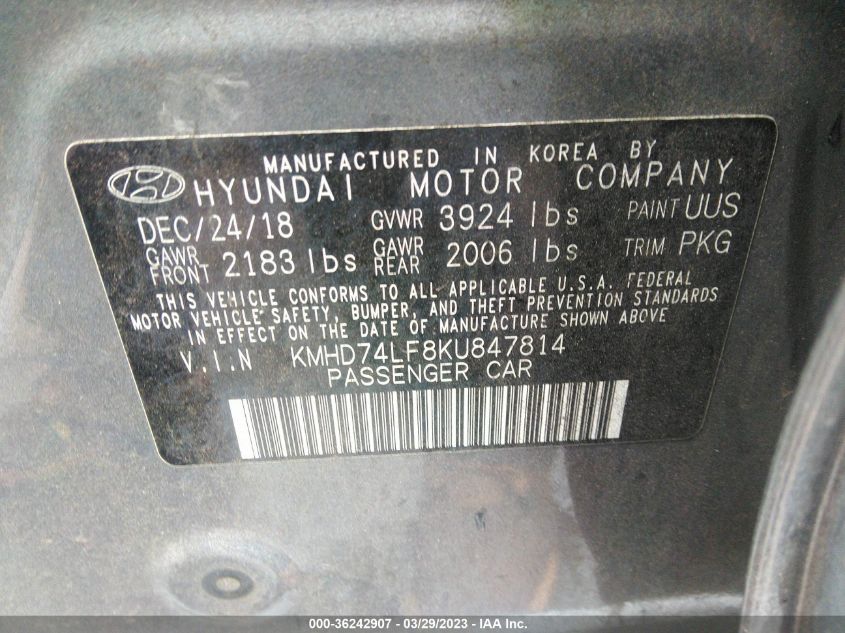 MANUFACTURED IN KOREA BY
HYUNDAI MOTOR COMPANY
DEC/24/18 GVWR 3924 lbs PAINT UUS
GAWR FRONT 2183 lbs GAWR REAR 2006 lbs TRIM PKG
THIS VEHICLE CONFORMS TO ALL APPLICABLE U.S.A. FEDERAL
MOTOR VEHICLE SAFETY, BUMPER, AND THEFT PREVENTION STANDARDS
IN EFFECT ON THE DATE OF MANUFACTURE SHOWN ABOVE
V.I.N KMHD74LF8KU847814
PASSENGER CAR
000-36242907 - 03/29/2023 - IAA Inc.